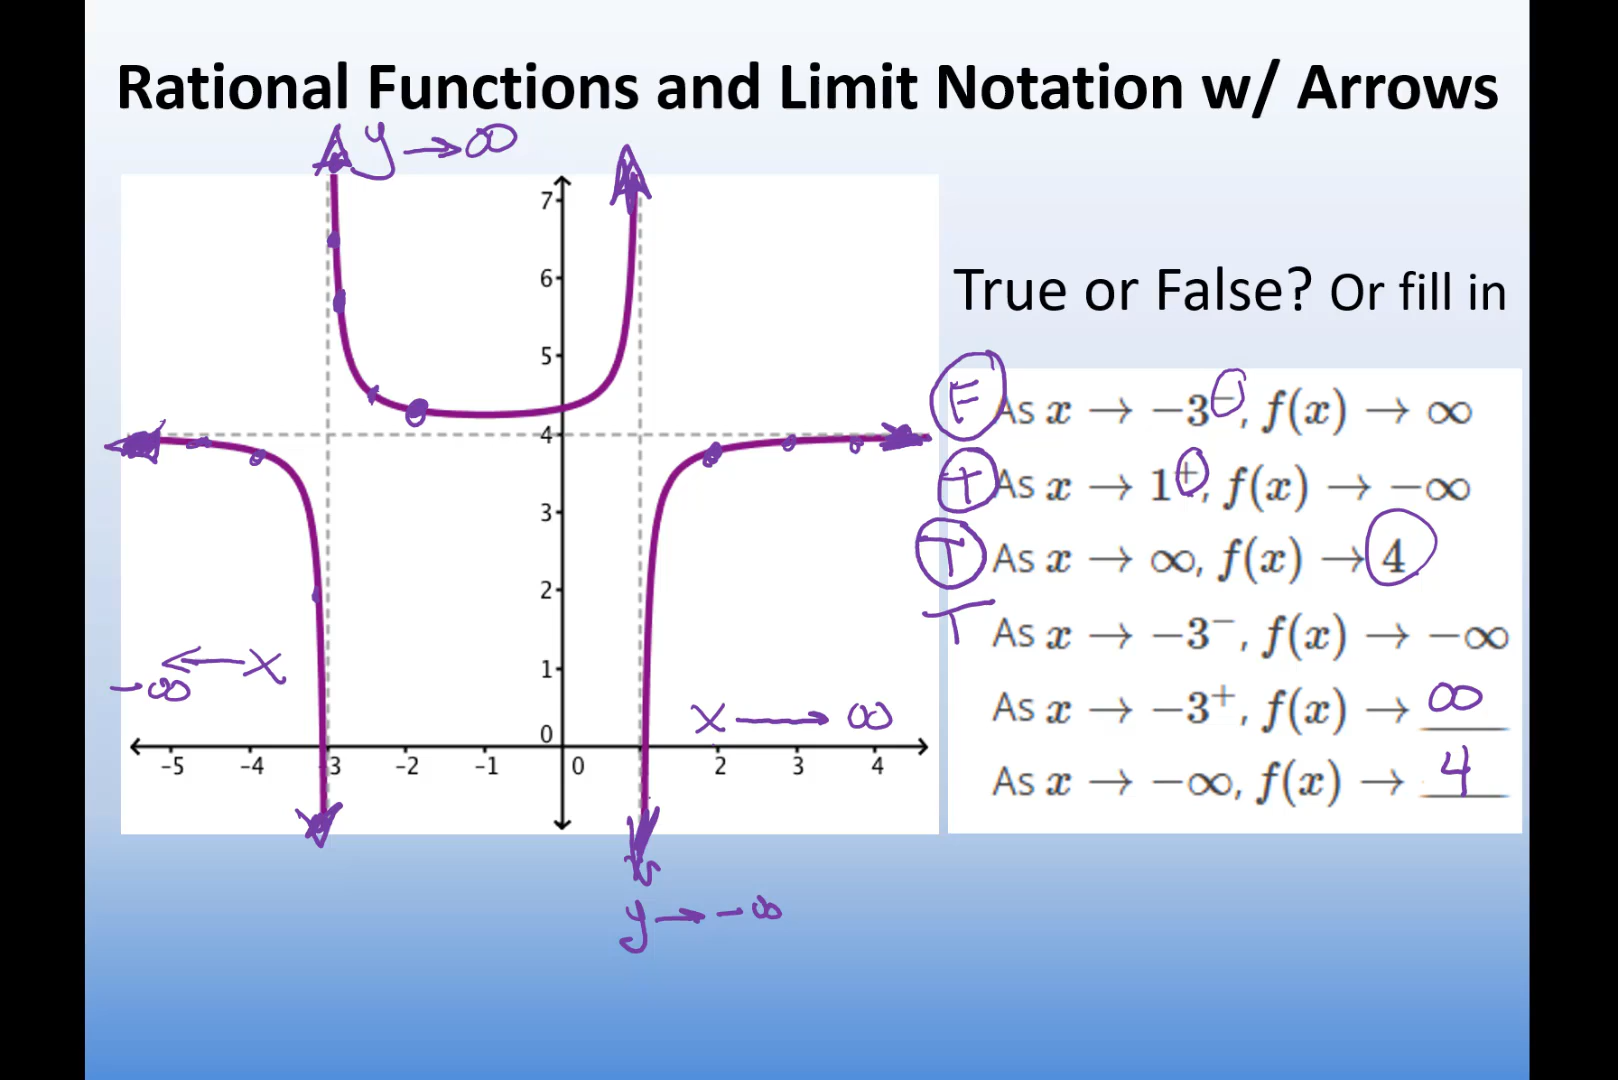 Rational Functions and Limit Notation w/ Arrows
y → ∞
7
6
5
4
3
2
1
0
-5 -4 -3 -2 -1 0 2 3 4
-∞ ← x
x → ∞
y → -∞
True or False? Or fill in
F As x → −3⁻, f(x) → ∞
T As x → 1⁺, f(x) → −∞
T As x → ∞, f(x) → 4
T As x → −3⁻, f(x) → −∞
As x → −3⁺, f(x) → ∞
As x → −∞, f(x) → 4